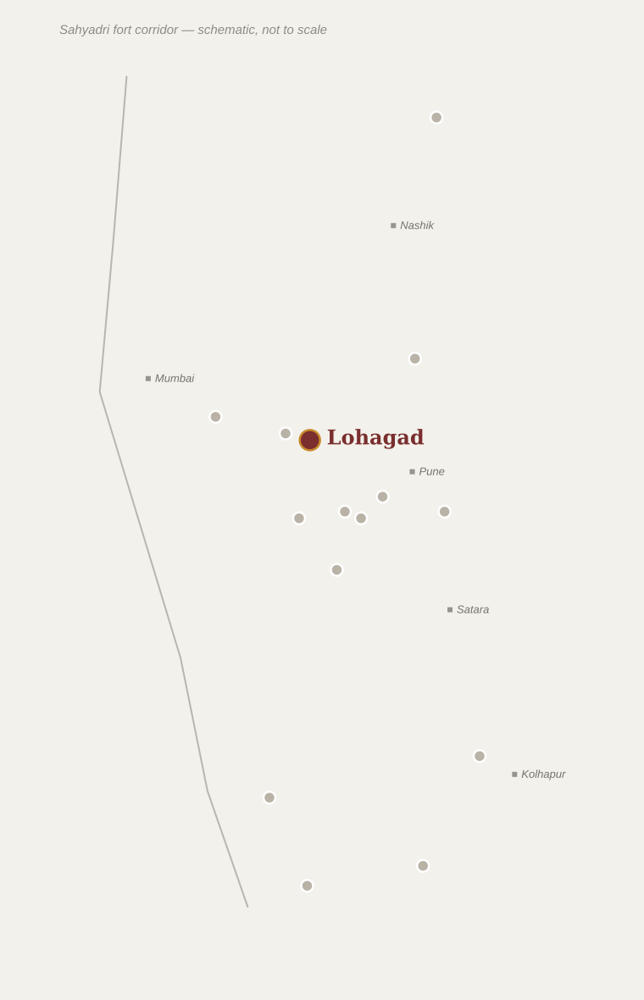 Sahyadri fort corridor — schematic, not to scale
Nashik
Mumbai
Lohagad
Pune
Satara
Kolhapur